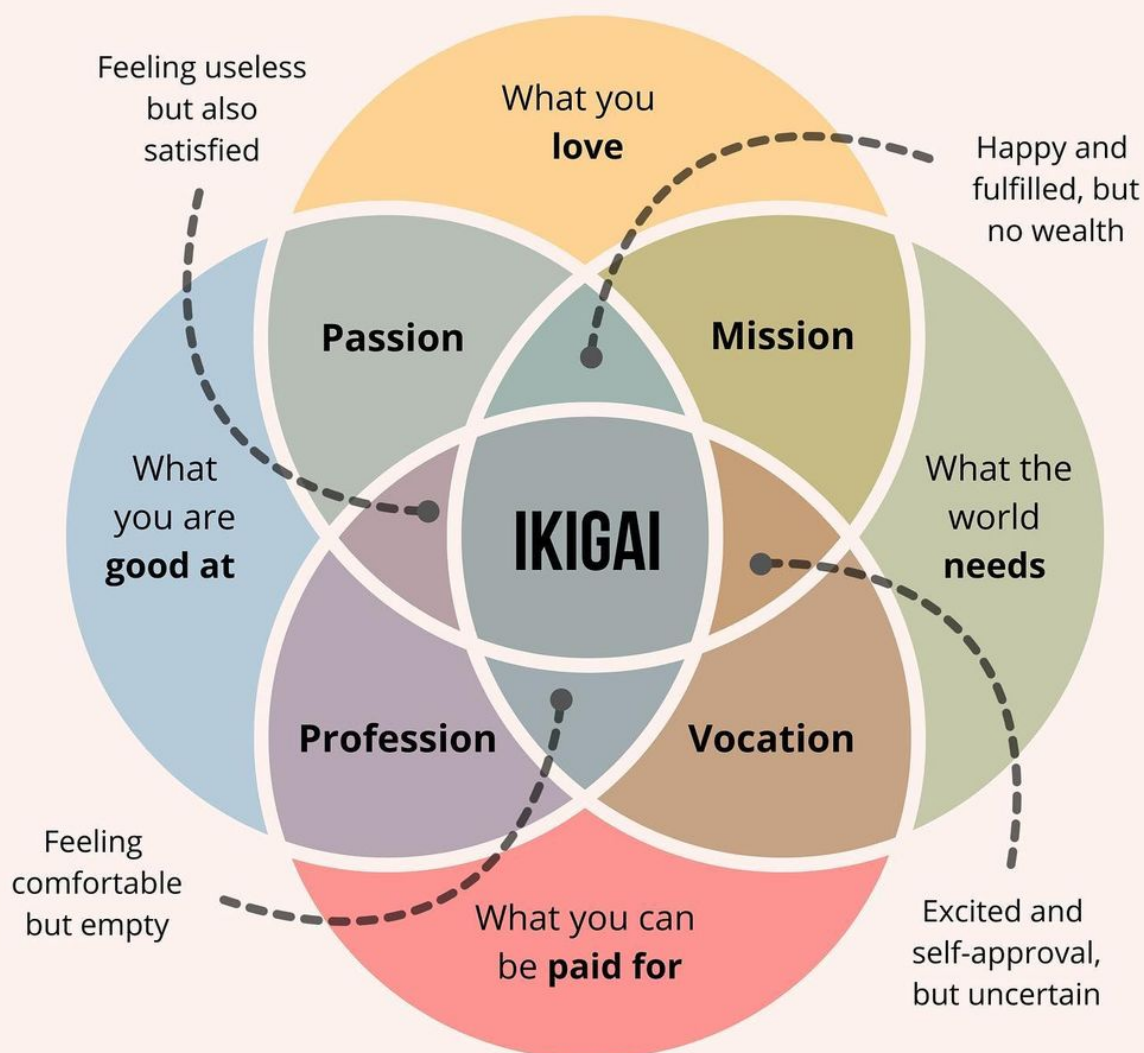 Feeling useless
but also
satisfied
What you
love
Happy and
fulfilled, but
no wealth
Passion
Mission
What
you are
good at
IKIGAI
What the
world
needs
Profession
Vocation
Feeling
comfortable
but empty
What you can
be paid for
Excited and
self-approval,
but uncertain